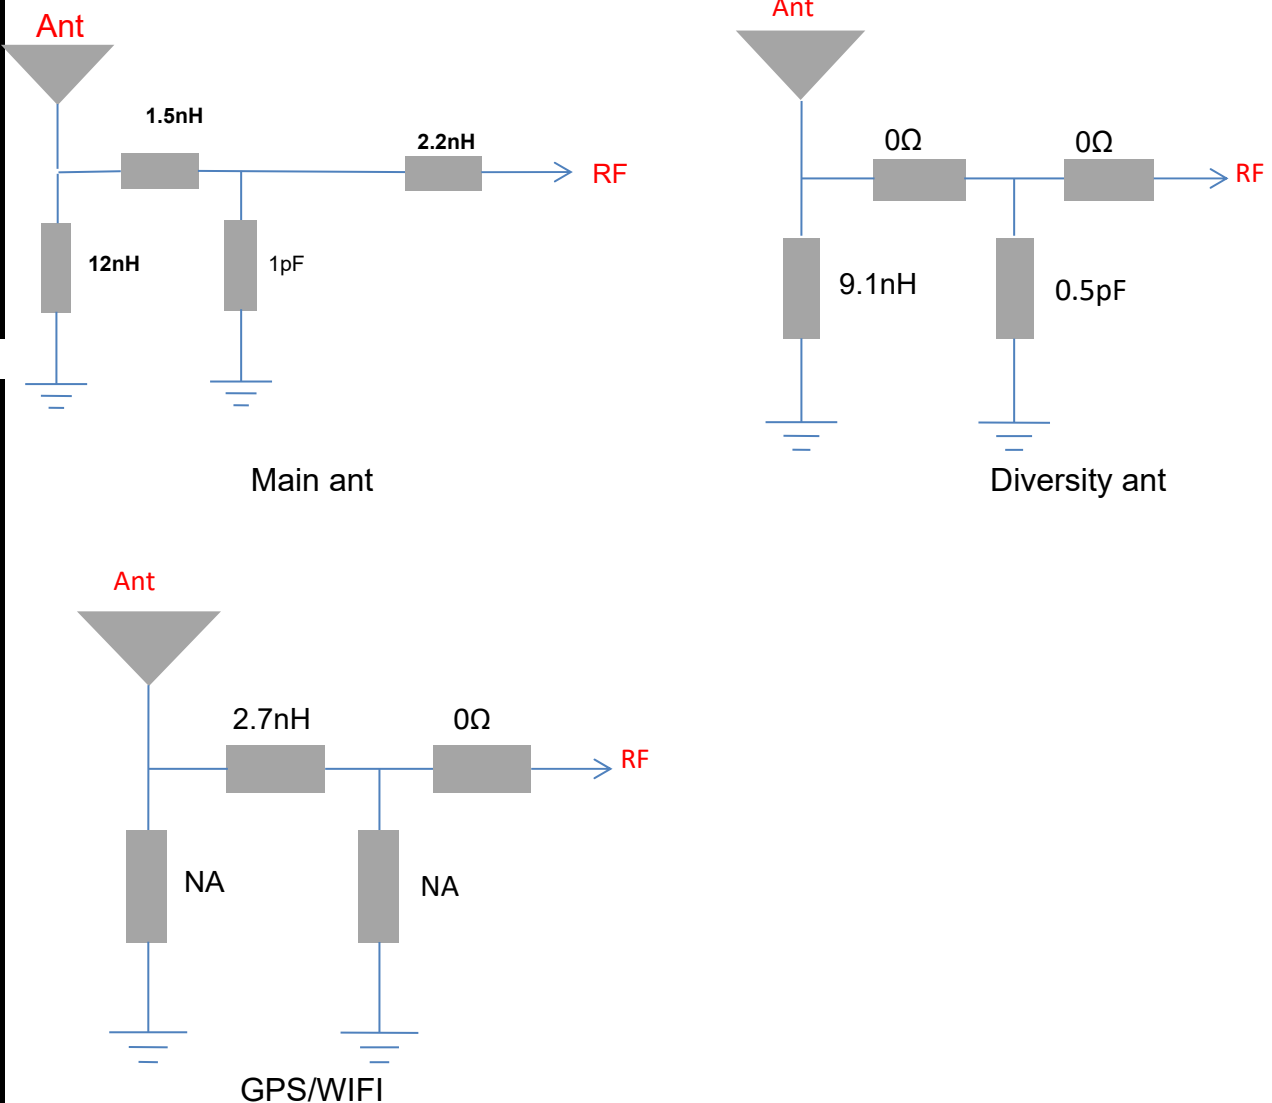 Ant
1.5nH
2.2nH
RF
12nH
1pF
Main ant
Ant
0Ω
0Ω
RF
9.1nH
0.5pF
Diversity ant
Ant
2.7nH
0Ω
RF
NA
NA
GPS/WIFI